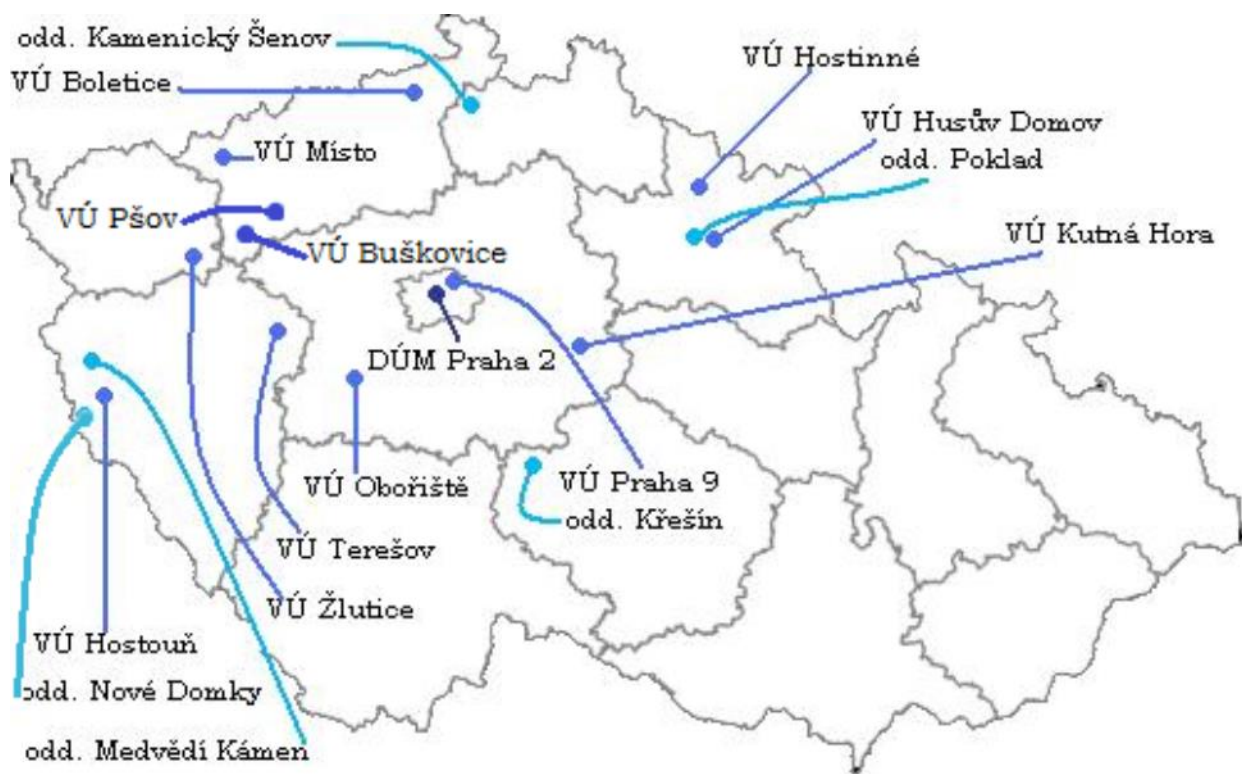 odd. Kamenický Šenov
VÚ Boletice
VÚ Hostinné
VÚ Husův Domov
odd. Poklad
VÚ Místo
VÚ Pšov
VÚ Buškovice
VÚ Kutná Hora
DÚM Praha 2
VÚ Obořiště
VÚ Praha 9
odd. Křešín
VÚ Terešov
VÚ Žlutice
VÚ Hostouň
odd. Nové Domky
odd. Medvědí Kámen